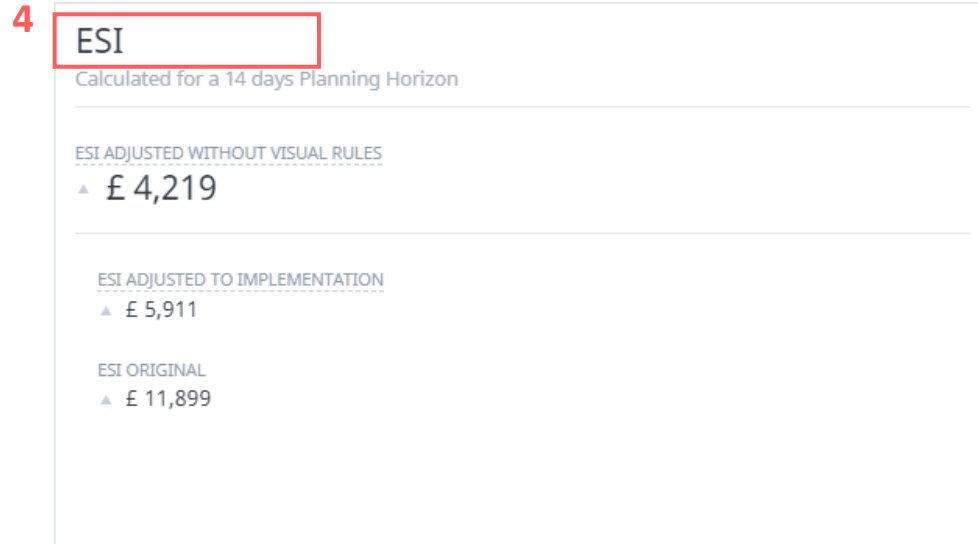 4
ESI
Calculated for a 14 days Planning Horizon
ESI ADJUSTED WITHOUT VISUAL RULES
▲ £ 4,219
ESI ADJUSTED TO IMPLEMENTATION
▲ £ 5,911
ESI ORIGINAL
▲ £ 11,899